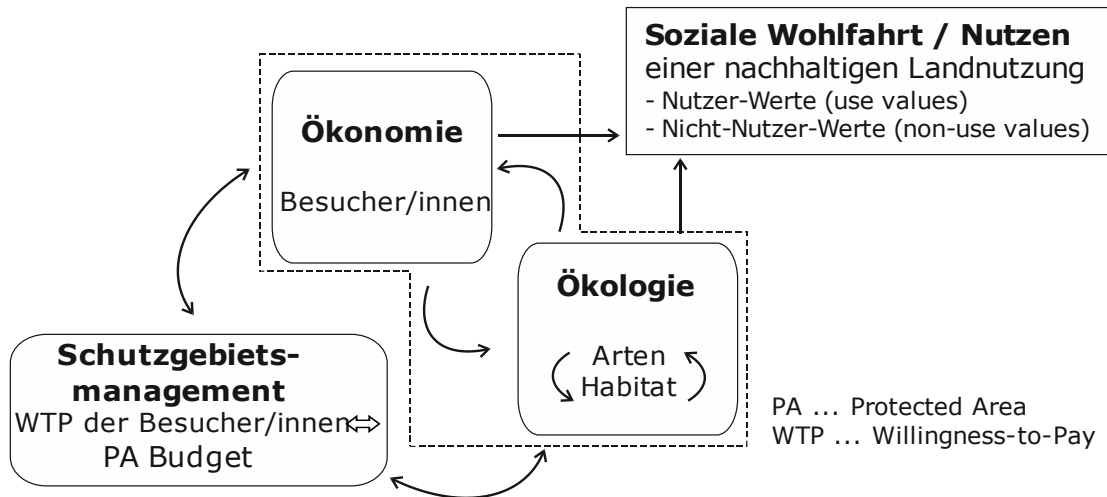 Soziale Wohlfahrt / Nutzen
einer nachhaltigen Landnutzung
- Nutzer-Werte (use values)
- Nicht-Nutzer-Werte (non-use values)
Ökonomie
Besucher/innen
Ökologie
Arten
Habitat
Schutzgebiets-
management
WTP der Besucher/innen
PA Budget
PA ... Protected Area
WTP ... Willingness-to-Pay